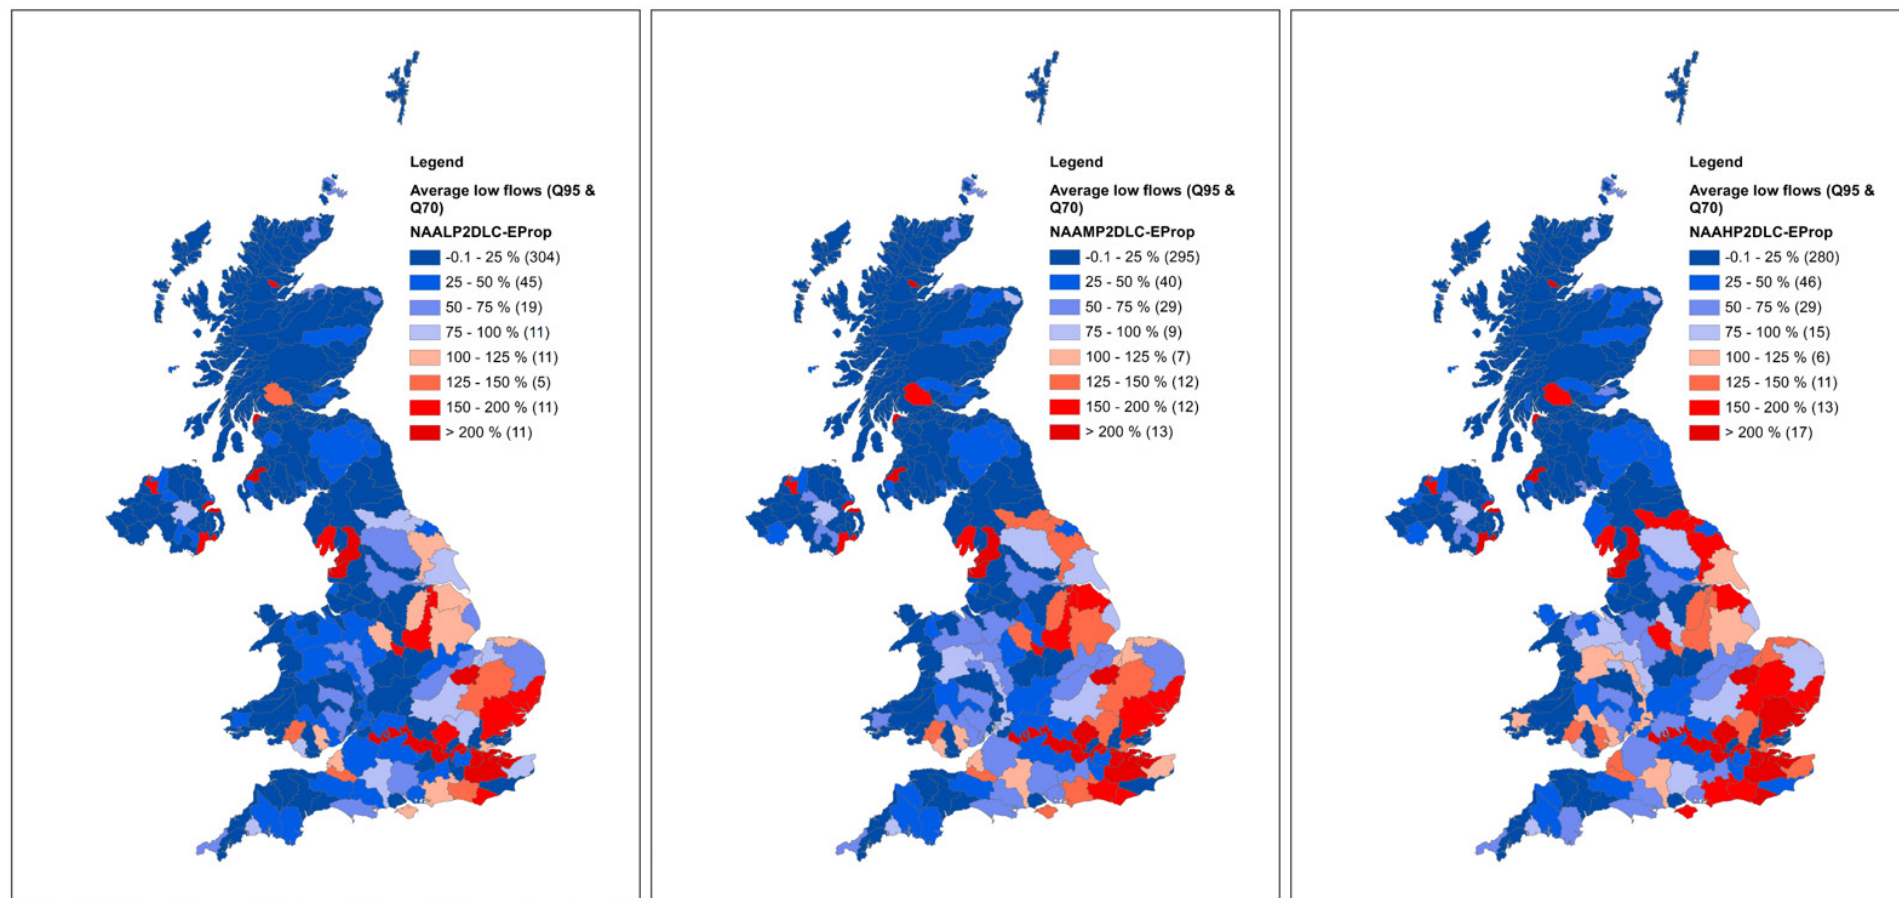 Legend
Average low flows (Q95 &
Q70)
NAALP2DLC-EProp
-0.1 - 25 % (304)
25 - 50 % (45)
50 - 75 % (19)
75 - 100 % (11)
100 - 125 % (11)
125 - 150 % (5)
150 - 200 % (11)
> 200 % (11)
Legend
Average low flows (Q95 &
Q70)
NAAMP2DLC-EProp
-0.1 - 25 % (295)
25 - 50 % (40)
50 - 75 % (29)
75 - 100 % (9)
100 - 125 % (7)
125 - 150 % (12)
150 - 200 % (12)
> 200 % (13)
Legend
Average low flows (Q95 &
Q70)
NAAHP2DLC-EProp
-0.1 - 25 % (280)
25 - 50 % (46)
50 - 75 % (29)
75 - 100 % (15)
100 - 125 % (6)
125 - 150 % (11)
150 - 200 % (13)
> 200 % (17)